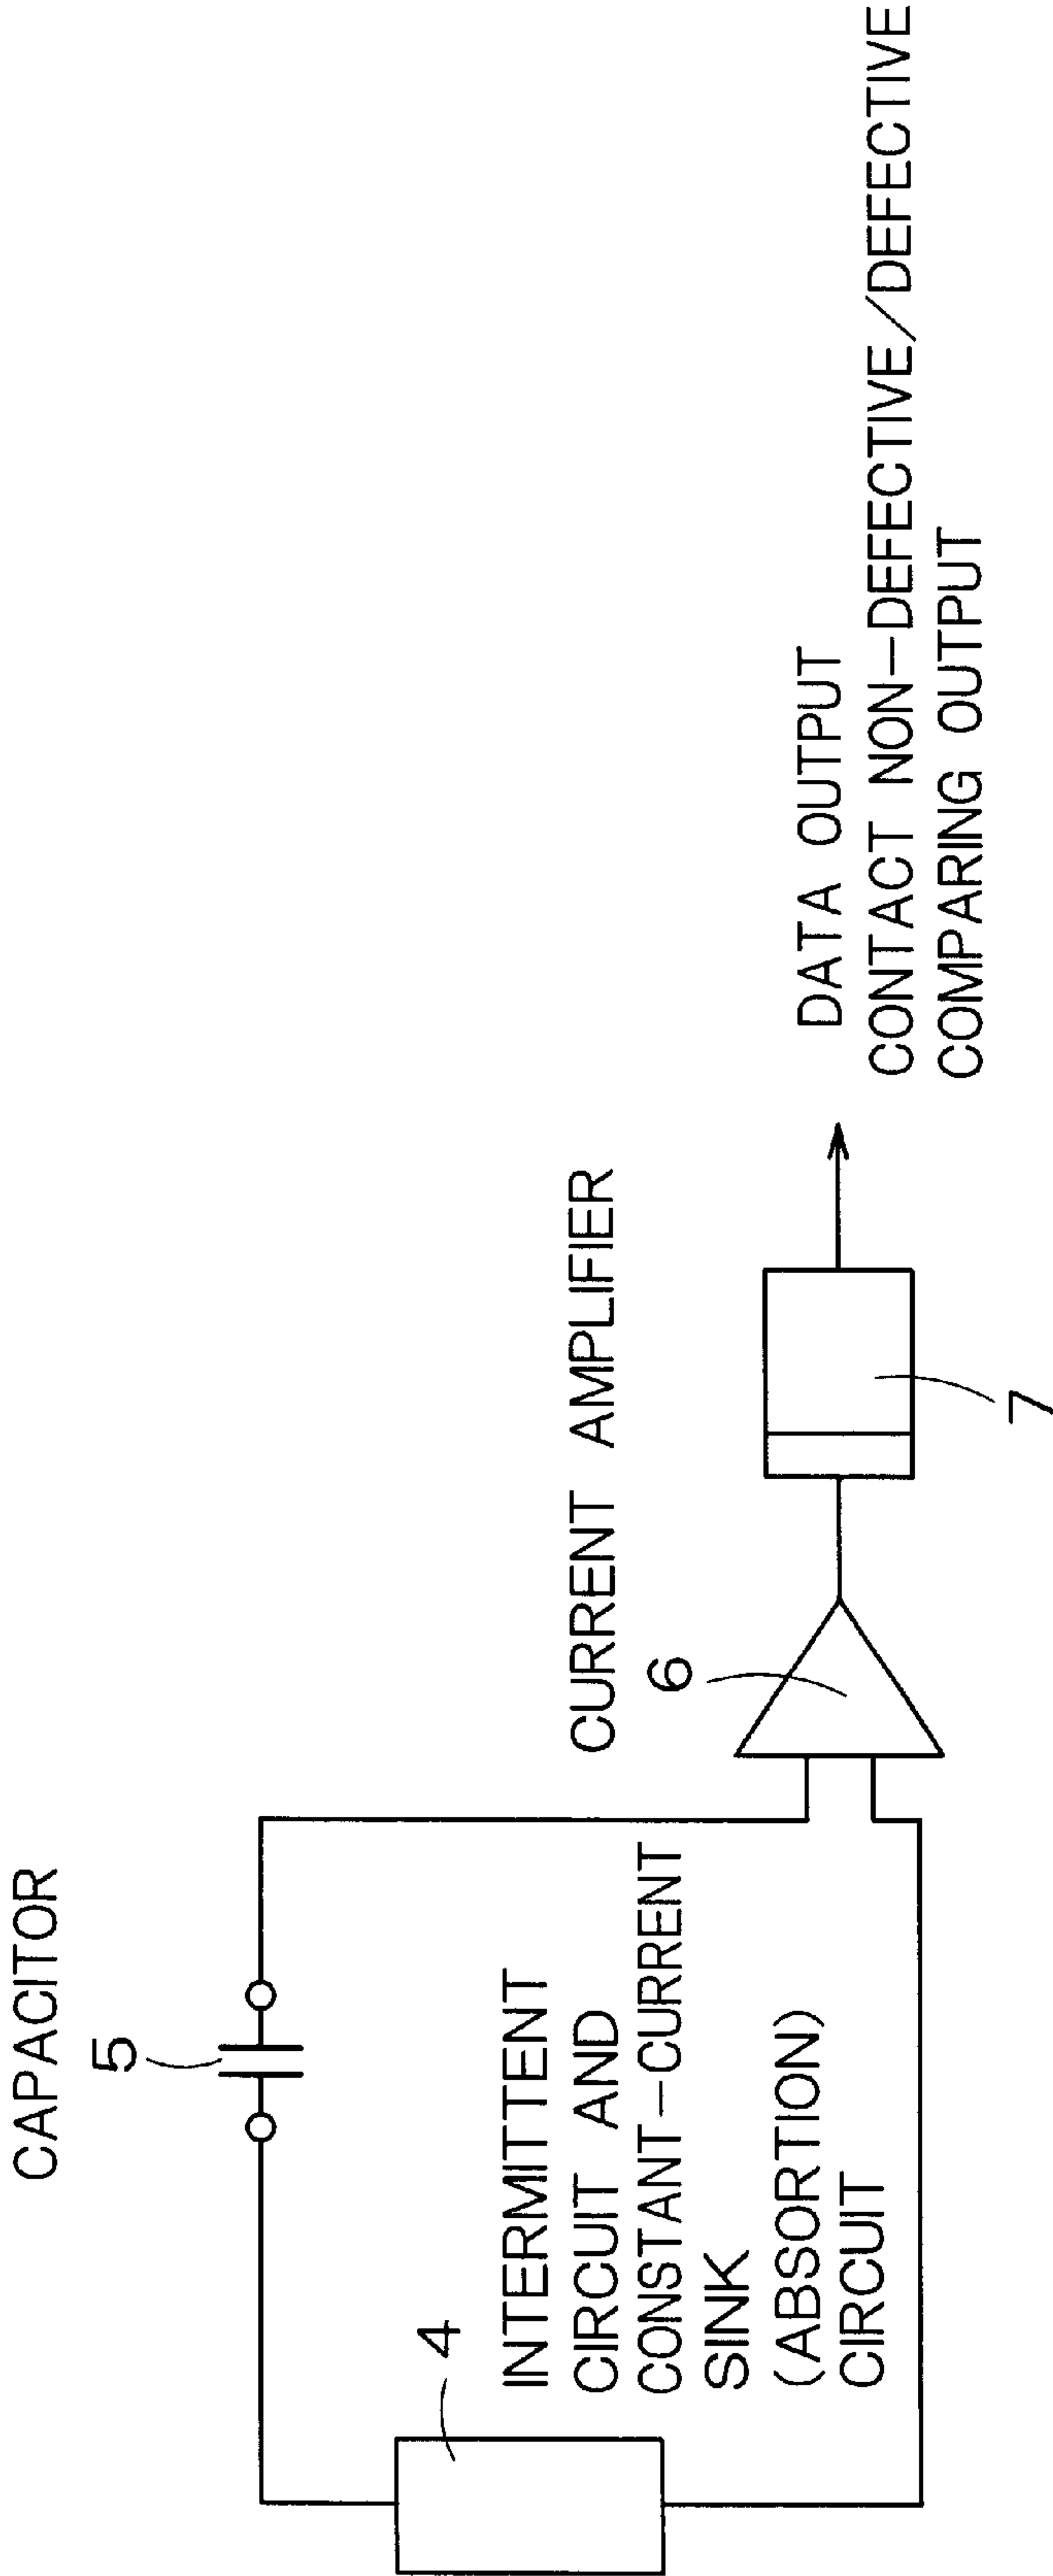 CAPACITOR
5
4
INTERMITTENT
CIRCUIT AND
CONSTANT-CURRENT
SINK
(ABSORTION)
CIRCUIT
CURRENT AMPLIFIER
6
7
DATA OUTPUT
CONTACT NON-DEFECTIVE/DEFECTIVE
COMPARING OUTPUT